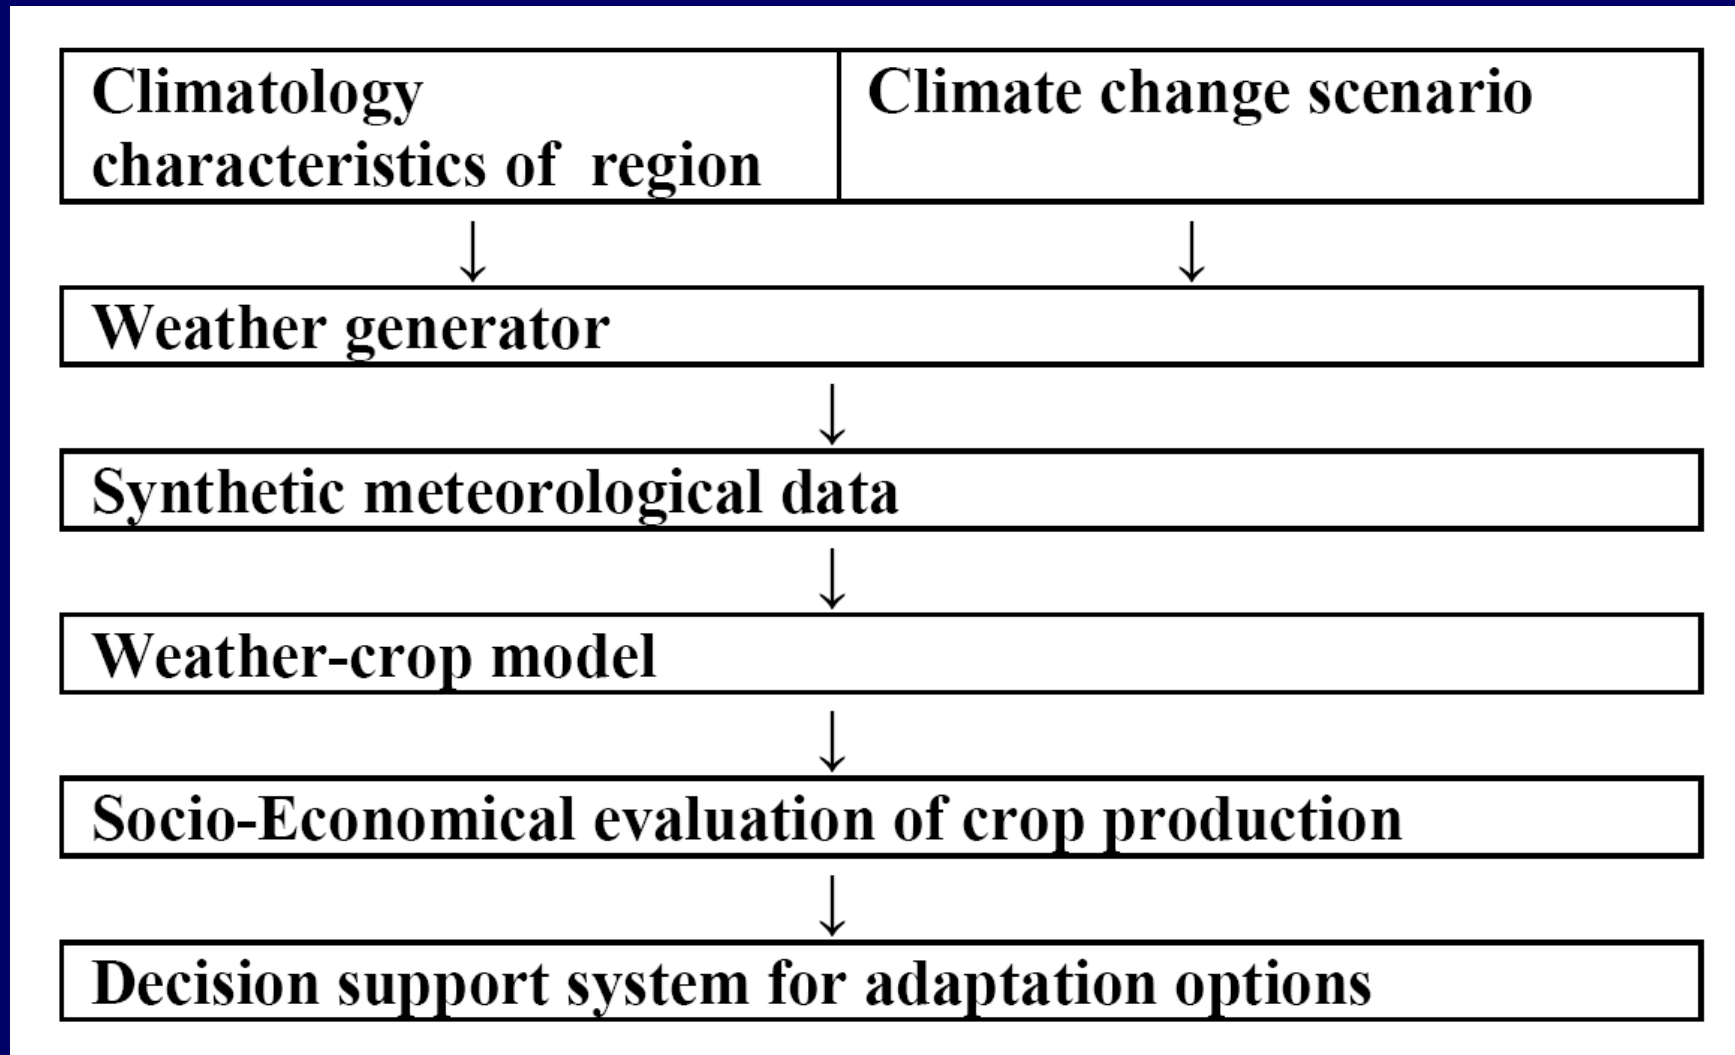 Climatology
characteristics of region
Climate change scenario
Weather generator
Synthetic meteorological data
Weather-crop model
Socio-Economical evaluation of crop production
Decision support system for adaptation options